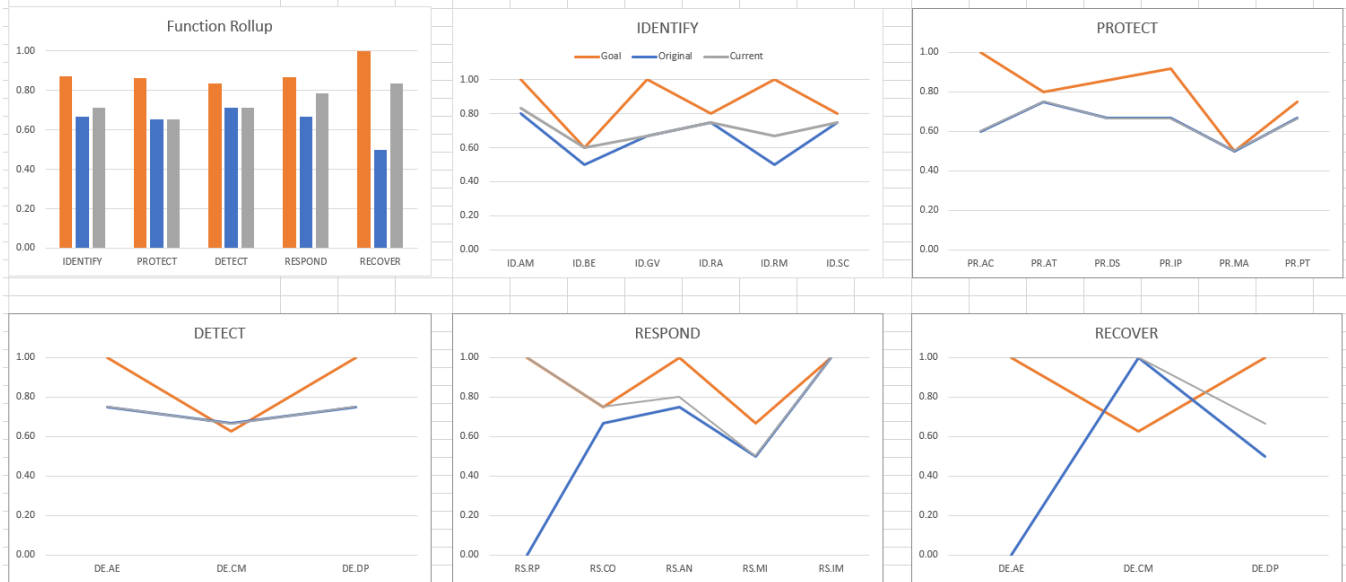 Function Rollup
1.00
0.80
0.60
0.40
0.20
0.00
IDENTIFY PROTECT DETECT RESPOND RECOVER
IDENTIFY
Goal Original Current
1.00
0.80
0.60
0.40
0.20
0.00
ID.AM ID.BE ID.GV ID.RA ID.RM ID.SC
PROTECT
1.00
0.80
0.60
0.40
0.20
0.00
PR.AC PR.AT PR.DS PR.IP PR.MA PR.PT
DETECT
1.00
0.80
0.60
0.40
0.20
0.00
DE.AE DE.CM DE.DP
RESPOND
1.00
0.80
0.60
0.40
0.20
0.00
RS.RP RS.CO RS.AN RS.MI RS.IM
RECOVER
1.00
0.80
0.60
0.40
0.20
0.00
DE.AE DE.CM DE.DP